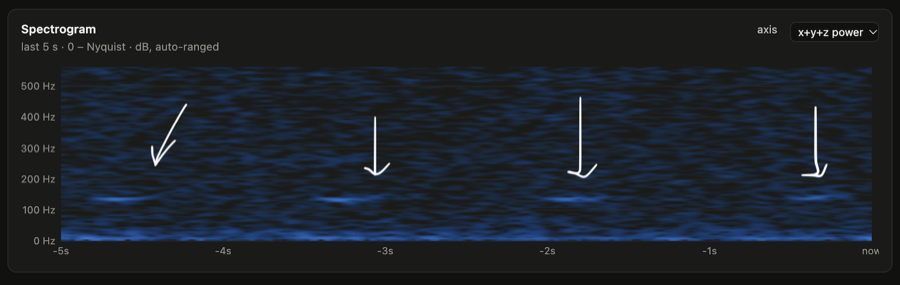 Spectrogram
last 5 s · 0 – Nyquist · dB, auto-ranged
axis
x+y+z power
500 Hz
400 Hz
300 Hz
200 Hz
100 Hz
0 Hz
-5s -4s -3s -2s -1s now